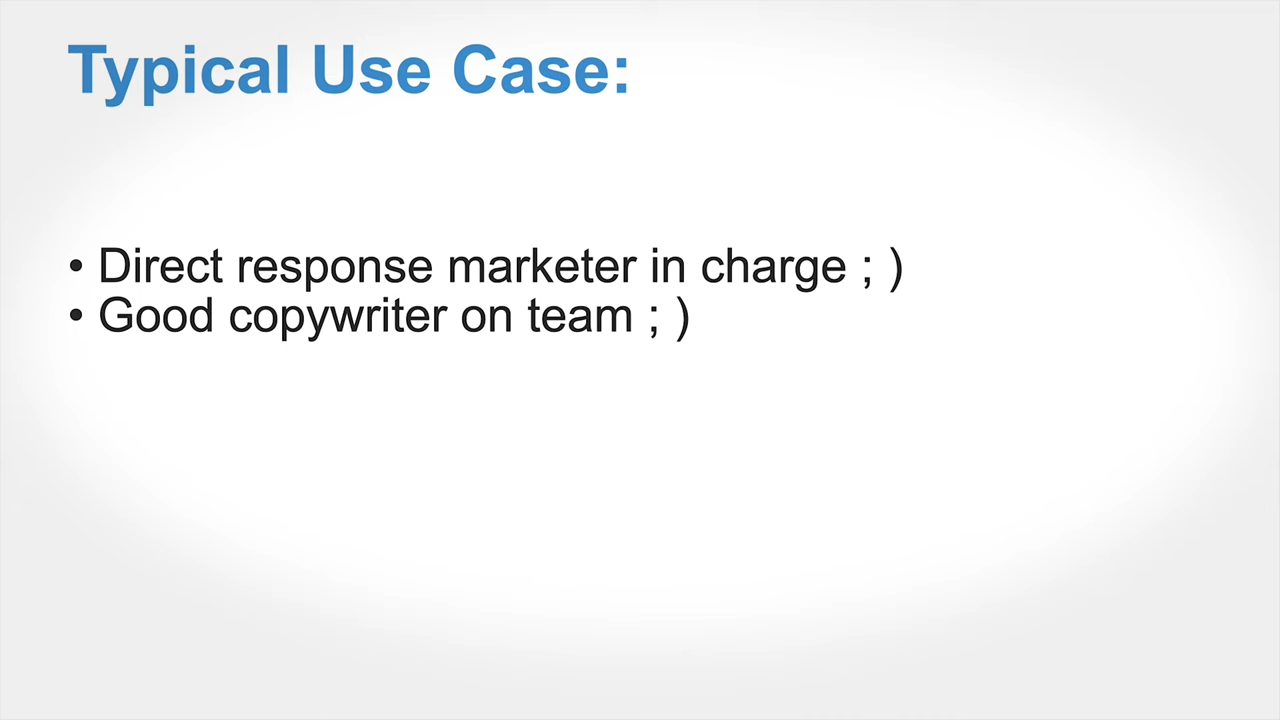 Typical Use Case:
• Direct response marketer in charge ; )
• Good copywriter on team ; )